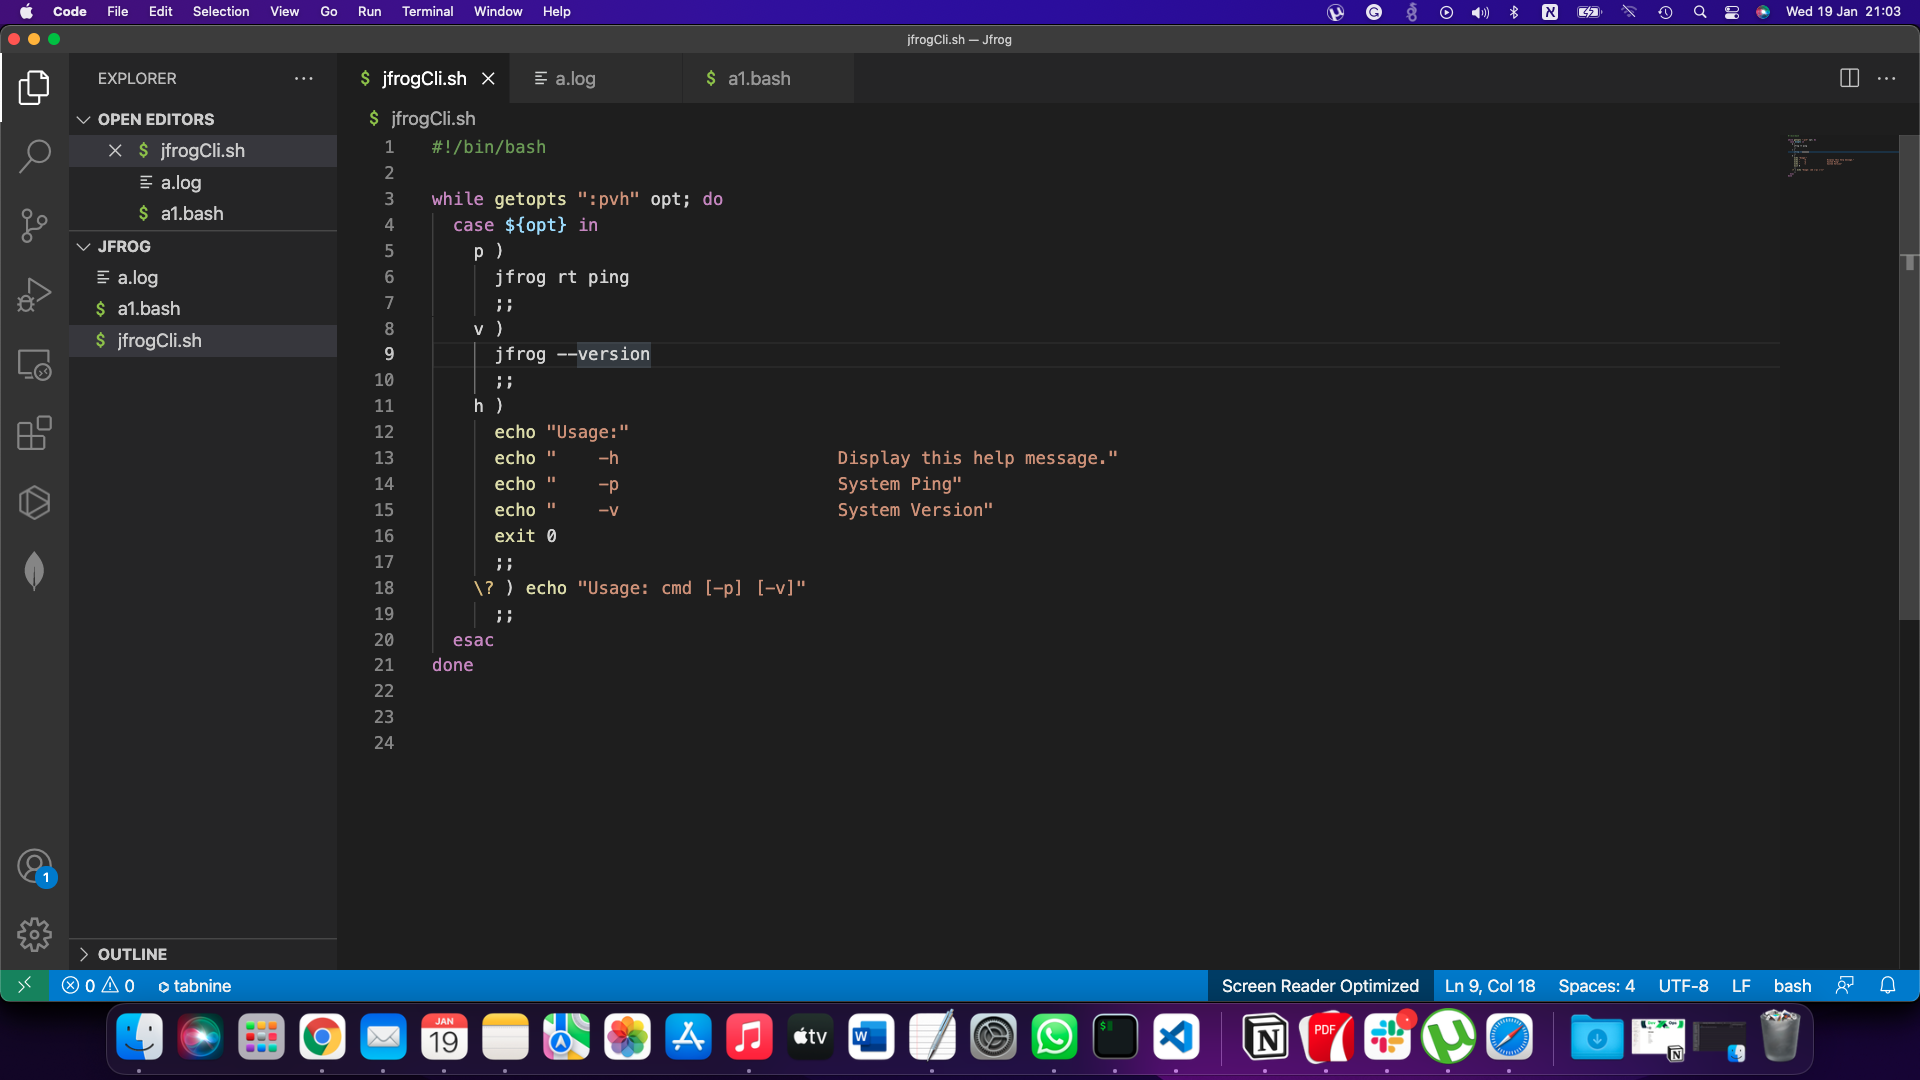 Code File Edit Selection View Go Run Terminal Window Help Wed 19 Jan 21:03
jfrogCli.sh — Jfrog
EXPLORER
OPEN EDITORS
jfrogCli.sh
a.log
a1.bash
JFROG
a.log
a1.bash
jfrogCli.sh
OUTLINE
jfrogCli.sh a.log a1.bash
jfrogCli.sh
1 #!/bin/bash
2
3 while getopts ":pvh" opt; do
4 case ${opt} in
5 p )
6 jfrog rt ping
7 ;;
8 v )
9 jfrog --version
10 ;;
11 h )
12 echo "Usage:"
13 echo "    -h                     Display this help message."
14 echo "    -p                     System Ping"
15 echo "    -v                     System Version"
16 exit 0
17 ;;
18 \? ) echo "Usage: cmd [-p] [-v]"
19 ;;
20 esac
21 done
22
23
24
1
0 0 tabnine Screen Reader Optimized Ln 9, Col 18 Spaces: 4 UTF-8 LF bash
JAN
19
tv
W
$
N
PDF
N